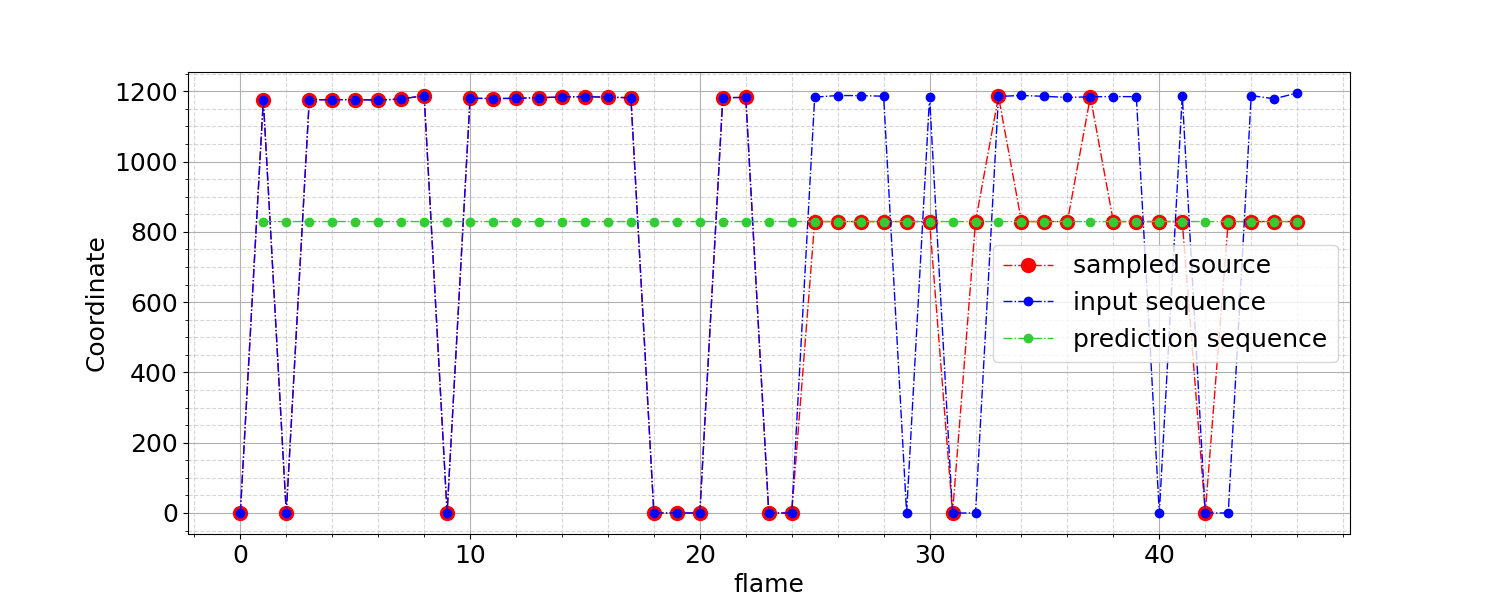 1200
1000
800
600
400
200
0
Coordinate
sampled source
input sequence
prediction sequence
0 10 20 30 40
flame